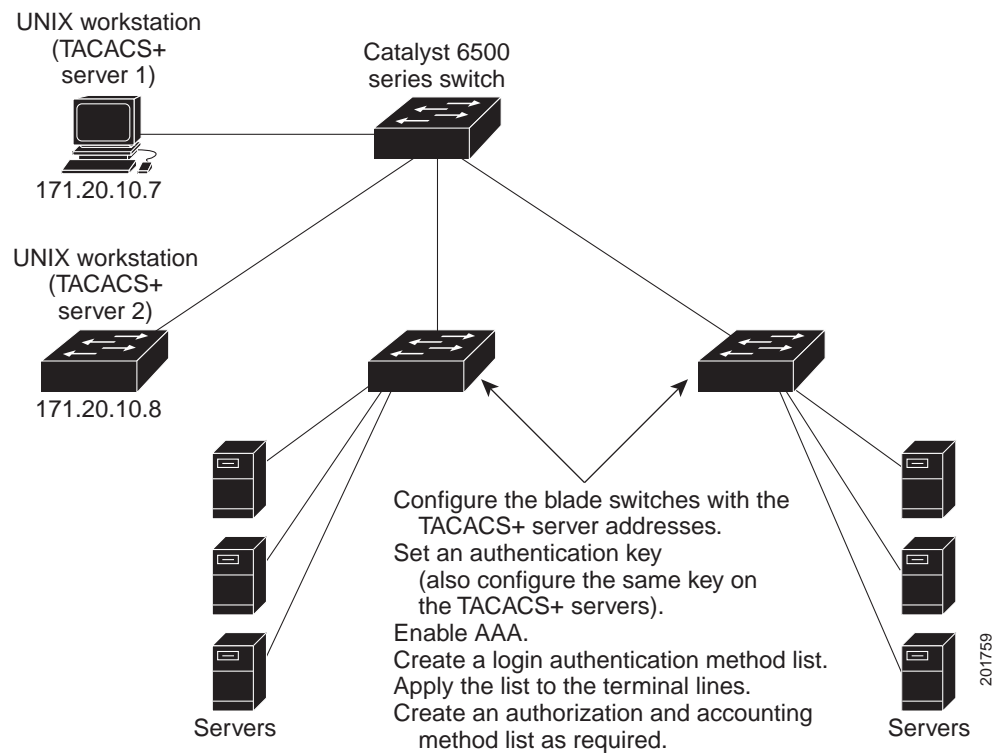 UNIX workstation
(TACACS+
server 1)
Catalyst 6500
series switch
171.20.10.7
UNIX workstation
(TACACS+
server 2)
171.20.10.8
Configure the blade switches with the
TACACS+ server addresses.
Set an authentication key
(also configure the same key on
the TACACS+ servers).
Enable AAA.
Create a login authentication method list.
Apply the list to the terminal lines.
Create an authorization and accounting
method list as required.
Servers
Servers
201759